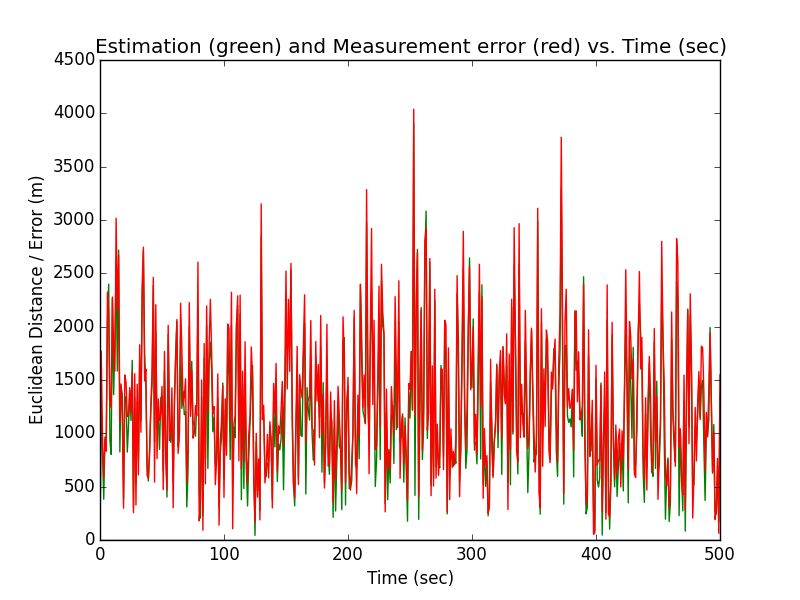 Estimation (green) and Measurement error (red) vs. Time (sec)
4500
4000
3500
3000
2500
2000
1500
1000
500
0
Euclidean Distance / Error (m)
0 100 200 300 400 500
Time (sec)